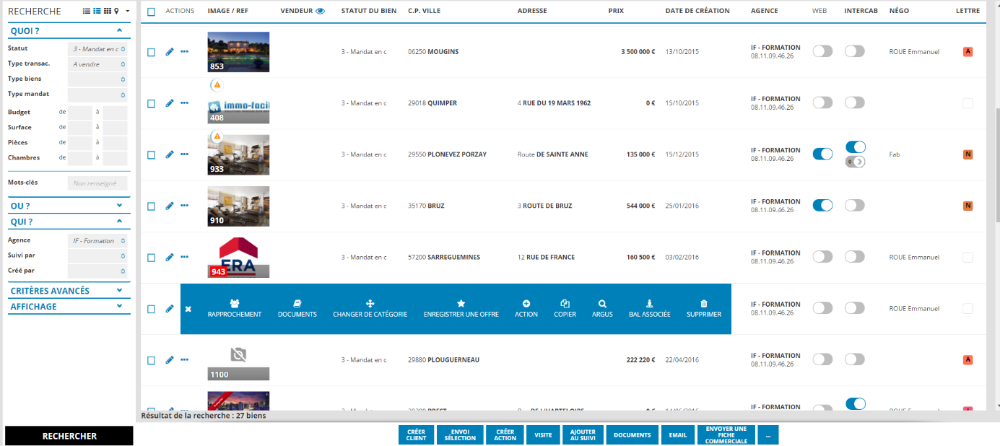 RECHERCHE
QUOI ?
Statut 3 - Mandat en c
Type transac. A vendre
Type biens
Type mandat
Budget de à
Surface de à
Pièces de à
Chambres de à
Mots-clés Non renseigné
OU ?
QUI ?
Agence IF - Formation
Suivi par
Créé par
CRITÈRES AVANCÉS
AFFICHAGE
RECHERCHER
ACTIONS IMAGE / REF VENDEUR STATUT DU BIEN C.P. VILLE ADRESSE PRIX DATE DE CRÉATION AGENCE WEB INTERCAB NÉGO LETTRE
853 3 - Mandat en c 06250 MOUGINS 3 500 000 € 13/10/2015 IF - FORMATION ROUE Emmanuel A
08.11.09.46.26
immo-facil
408 3 - Mandat en c 29018 QUIMPER 4 RUE DU 19 MARS 1962 0 € 15/10/2015 IF - FORMATION
08.11.09.46.26
933 3 - Mandat en c 29550 PLONEVEZ PORZAY Route DE SAINTE ANNE 135 000 € 15/12/2015 IF - FORMATION Fab N
08.11.09.46.26 0
910 3 - Mandat en c 35170 BRUZ 3 ROUTE DE BRUZ 544 000 € 25/01/2016 IF - FORMATION N
08.11.09.46.26
ERA
943 3 - Mandat en c 57200 SARREGUEMINES 12 RUE DE FRANCE 160 500 € 03/02/2016 IF - FORMATION ROUE Emmanuel
08.11.09.46.26
RAPPROCHEMENT DOCUMENTS CHANGER DE CATÉGORIE ENREGISTRER UNE OFFRE ACTION COPIER ARGUS BAL ASSOCIÉE SUPPRIMER IF - FORMATION ROUE Emmanuel
08.11.09.46.26
1100 3 - Mandat en c 29880 PLOUGUERNEAU 222 220 € 22/04/2016 IF - FORMATION A
08.11.09.46.26
IF - FORMATION
Résultat de la recherche : 27 biens
CRÉER CLIENT ENVOI SÉLECTION CRÉER ACTION VISITE AJOUTER AU SUIVI DOCUMENTS EMAIL ENVOYER UNE FICHE COMMERCIALE ...